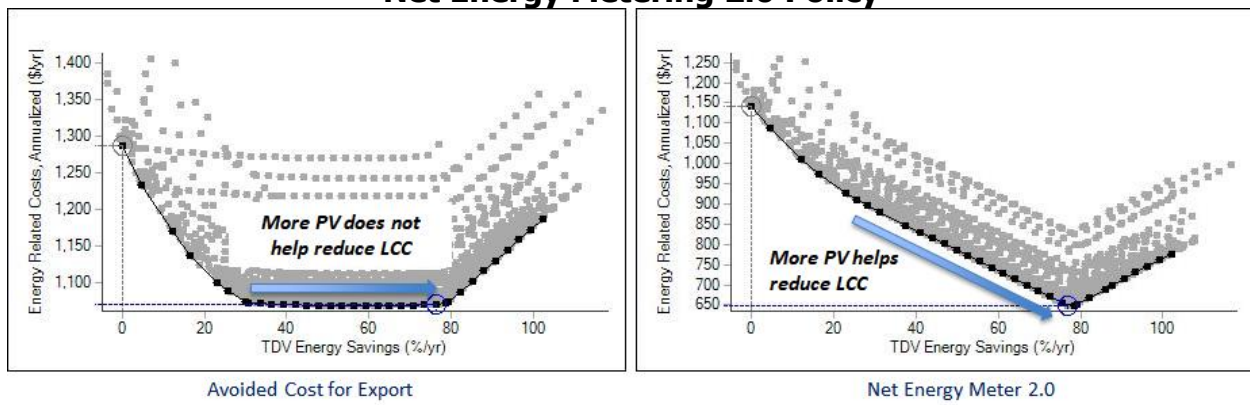 Net Energy Metering 2.0 Policy
Energy Related Costs, Annualized ($/yr)
1,400
1,350
1,300
1,250
1,200
1,150
1,100
More PV does not
help reduce LCC
0 20 40 60 80 100
TDV Energy Savings (%/yr)
Avoided Cost for Export
Energy Related Costs, Annualized ($/yr)
1,250
1,200
1,150
1,100
1,050
1,000
950
900
850
800
750
700
650
More PV helps
reduce LCC
0 20 40 60 80 100
TDV Energy Savings (%/yr)
Net Energy Meter 2.0